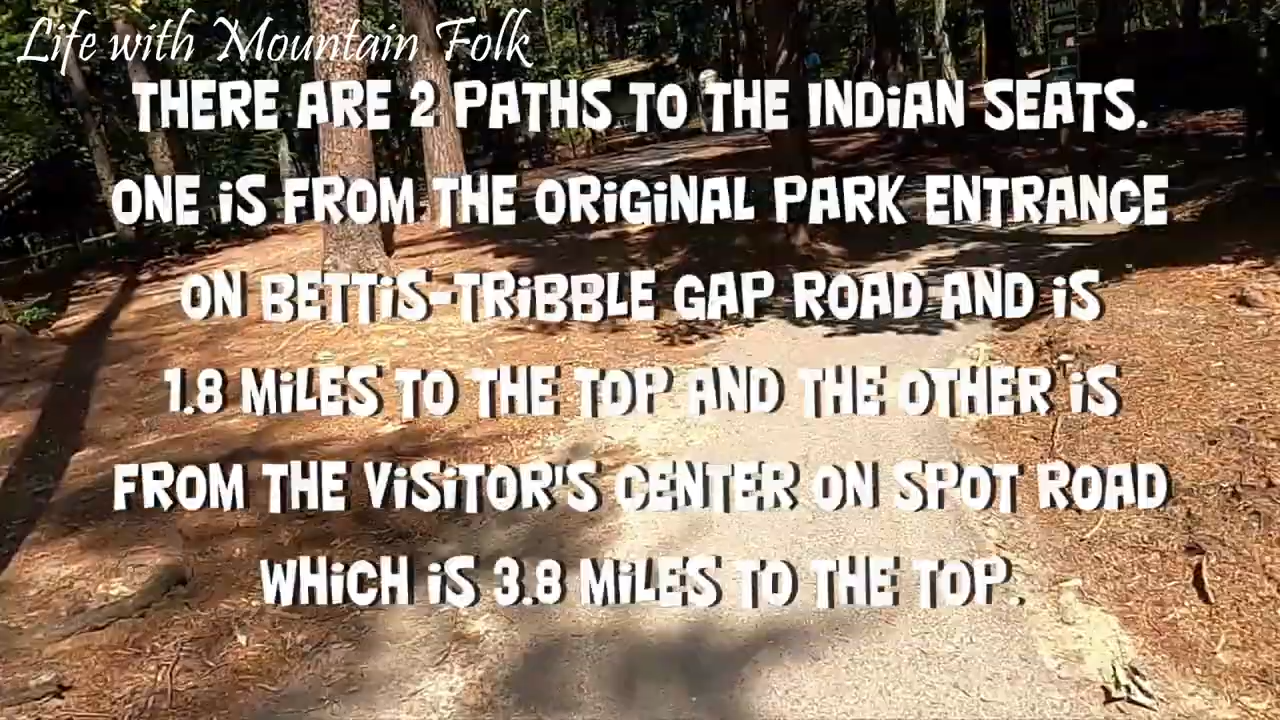 Life with Mountain Folk
THERE ARE 2 PATHS TO THE INDiAN SEATS.
ONE iS FROM THE ORiGiNAL PARK ENTRANCE
ON BETTiS-TRiBBLE GAP ROAD AND iS
1.8 MiLES TO THE TOP AND THE OTHER iS
FROM THE ViSiTOR'S CENTER ON SPOT ROAD
WHiCH iS 3.8 MiLES TO THE TOP.